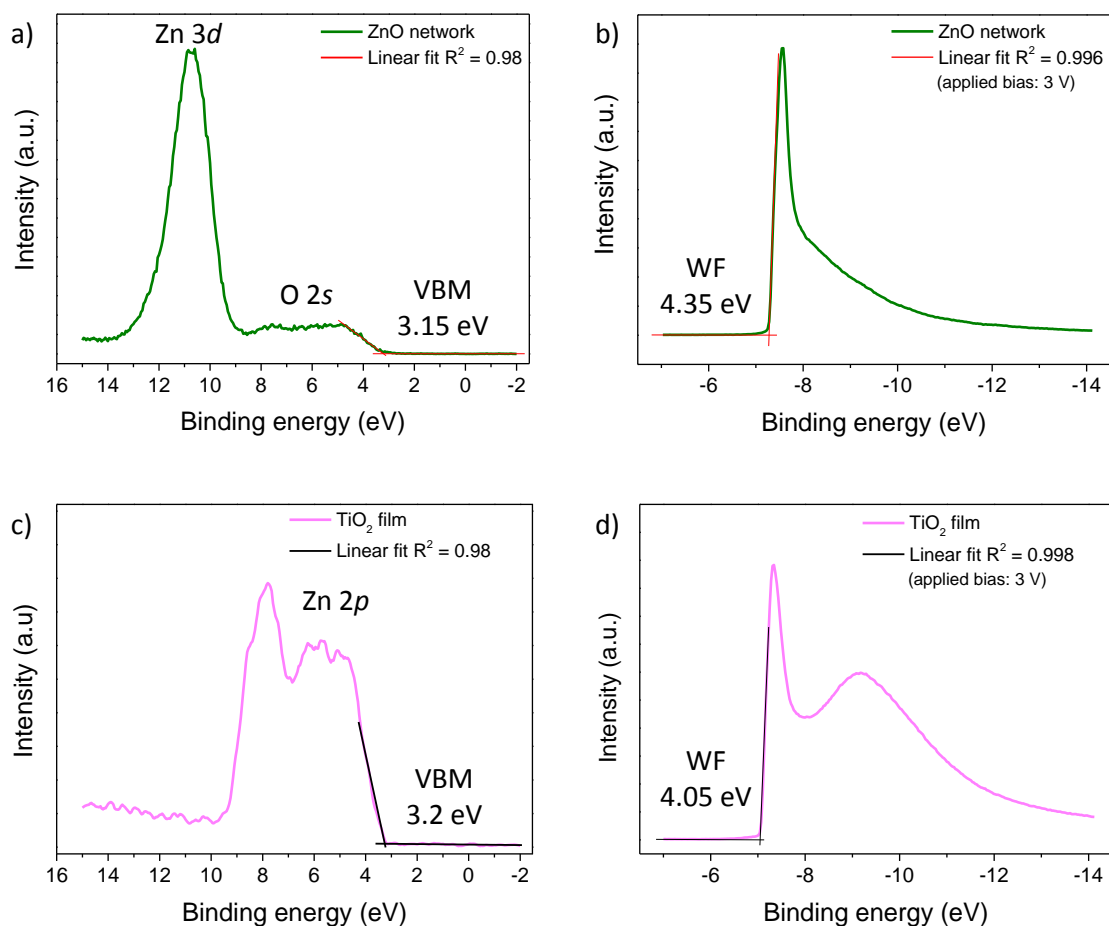 a)
Zn 3d
ZnO network
Linear fit R² = 0.98
O 2s
VBM
3.15 eV
Intensity (a.u.)
16 14 12 10 8 6 4 2 0 -2
Binding energy (eV)
b)
ZnO network
Linear fit R² = 0.996
(applied bias: 3 V)
WF
4.35 eV
Intensity (a.u.)
-6 -8 -10 -12 -14
Binding energy (eV)
c)
TiO₂ film
Linear fit R² = 0.98
Zn 2p
VBM
3.2 eV
Intensity (a.u)
16 14 12 10 8 6 4 2 0 -2
Binding energy (eV)
d)
TiO₂ film
Linear fit R² = 0.998
(applied bias: 3 V)
WF
4.05 eV
Intensity (a.u.)
-6 -8 -10 -12 -14
Binding energy (eV)